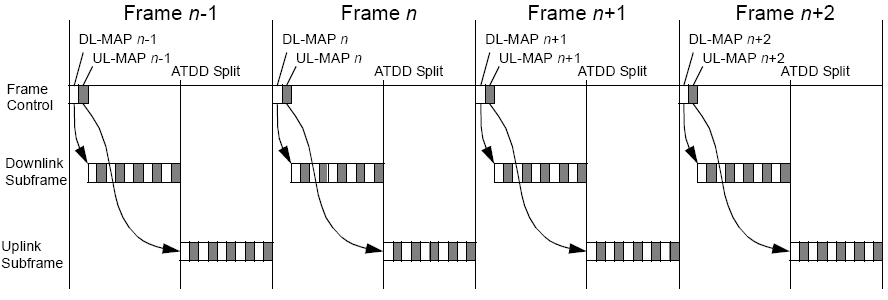 Frame n-1 Frame n Frame n+1 Frame n+2
DL-MAP n-1 DL-MAP n DL-MAP n+1 DL-MAP n+2
UL-MAP n-1 UL-MAP n UL-MAP n+1 UL-MAP n+2
ATDD Split ATDD Split ATDD Split ATDD Split
Frame
Control
Downlink
Subframe
Uplink
Subframe